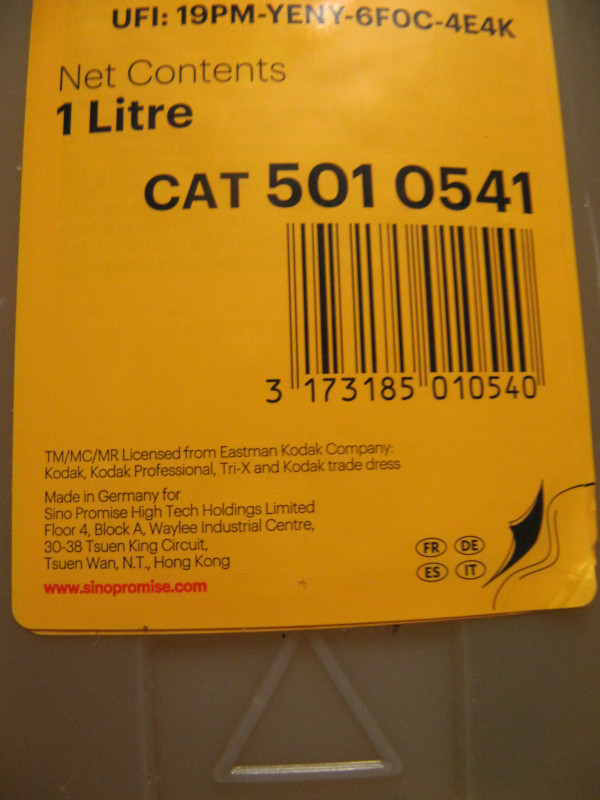 UFI: 19PM-YENY-6F0C-4E4K
Net Contents
1 Litre
CAT 501 0541
3 173185 010540
TM/MC/MR Licensed from Eastman Kodak Company:
Kodak, Kodak Professional, Tri-X and Kodak trade dress
Made in Germany for
Sino Promise High Tech Holdings Limited
Floor 4, Block A, Waylee Industrial Centre,
30-38 Tsuen King Circuit,
Tsuen Wan, N.T., Hong Kong
www.sinopromise.com
FR DE
ES IT